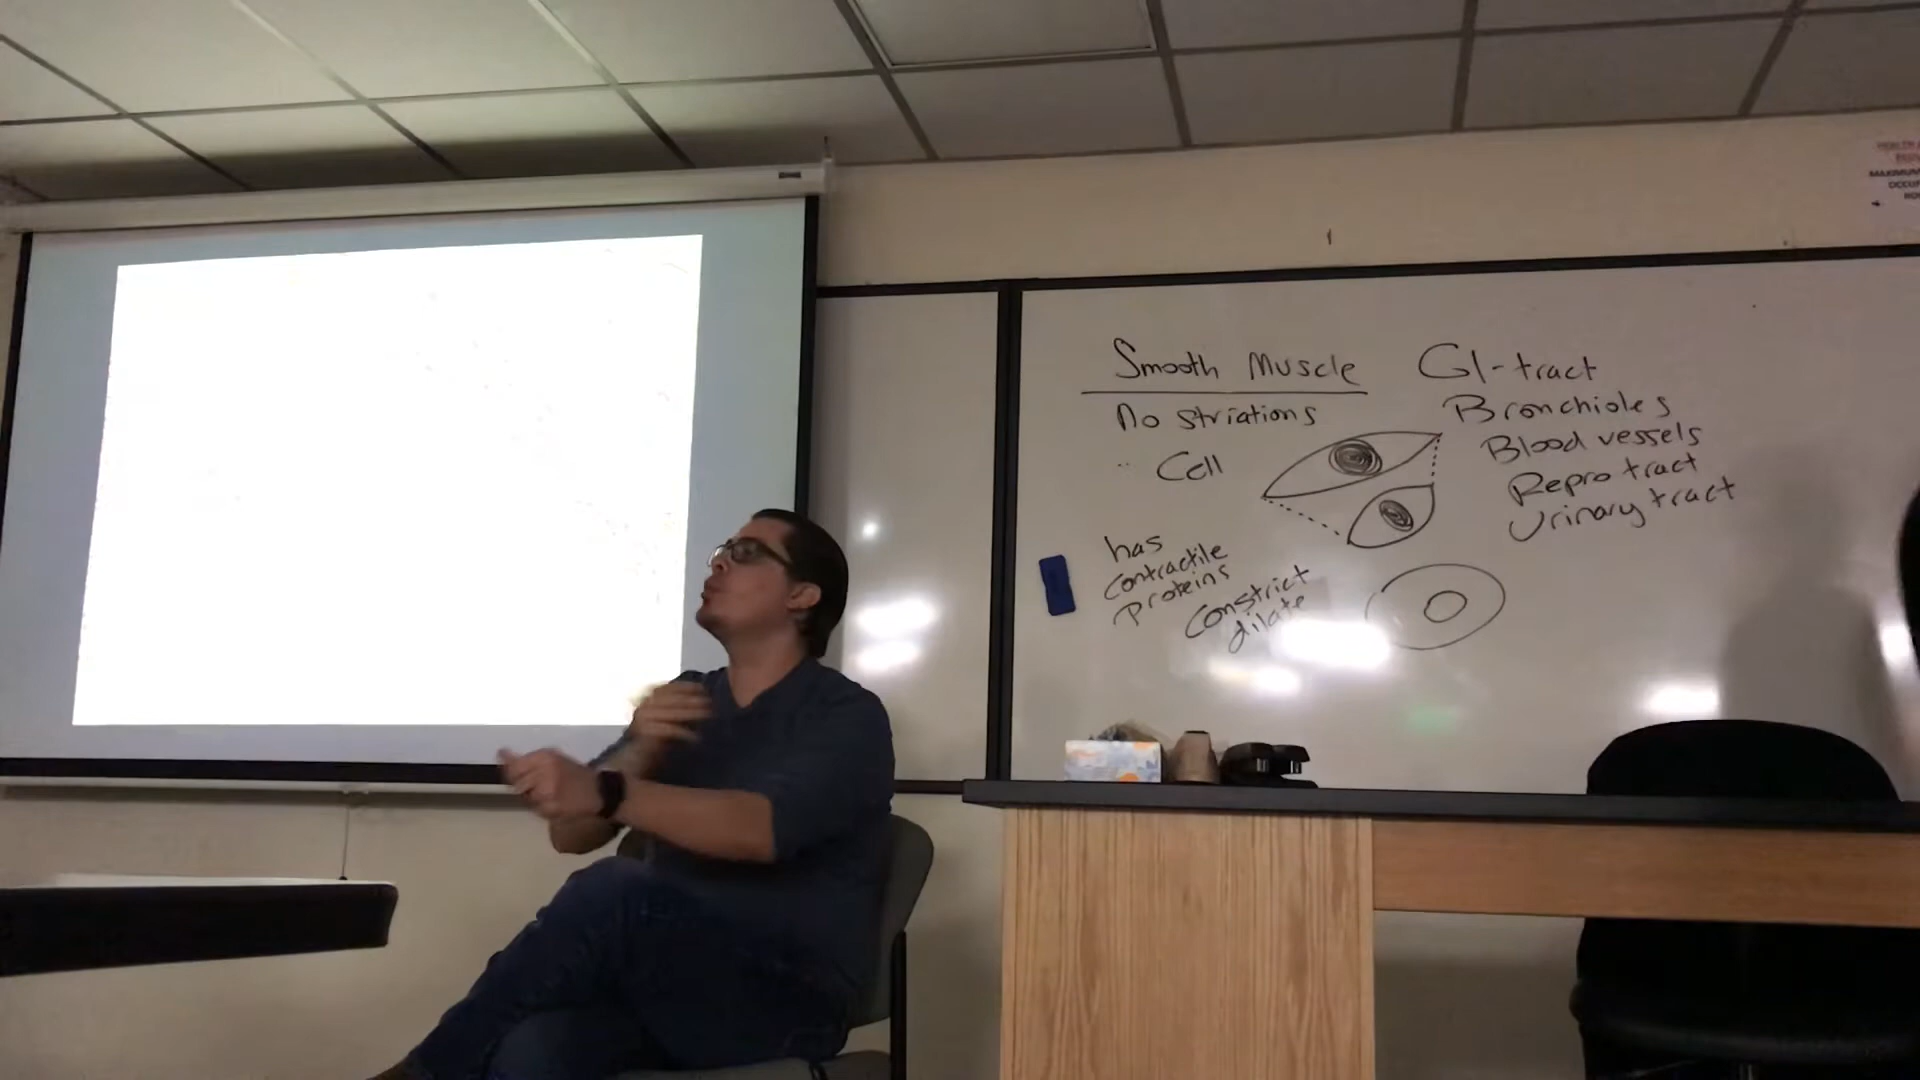 Smooth Muscle
No striations
Cell
has
contractile
proteins
constrict
dilate
GI-tract
Bronchioles
Blood vessels
Repro tract
Urinary tract
MAXIMUM